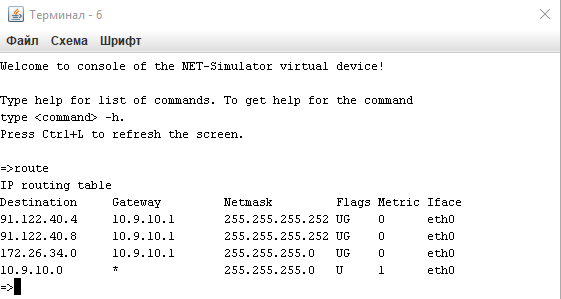 Терминал - 6
Файл Схема Шрифт
Welcome to console of the NET-Simulator virtual device!
Type help for list of commands. To get help for the command
type <command> -h.
Press Ctrl+L to refresh the screen.
=>route
IP routing table
Destination Gateway Netmask Flags Metric Iface
91.122.40.4 10.9.10.1 255.255.255.252 UG 0 eth0
91.122.40.8 10.9.10.1 255.255.255.252 UG 0 eth0
172.26.34.0 10.9.10.1 255.255.255.0 UG 0 eth0
10.9.10.0 * 255.255.255.0 U 1 eth0
=>